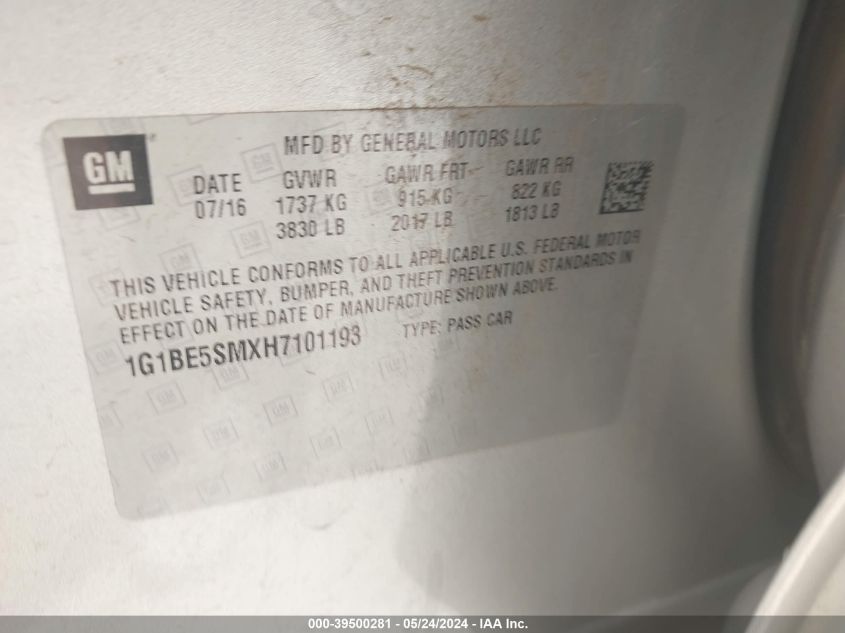 GM
MFD BY GENERAL MOTORS LLC
DATE GVWR GAWR FRT GAWR RR
07/16 1737 KG 915 KG 822 KG
3830 LB 2017 LB 1813 LB
THIS VEHICLE CONFORMS TO ALL APPLICABLE U.S. FEDERAL MOTOR
VEHICLE SAFETY, BUMPER, AND THEFT PREVENTION STANDARDS IN
EFFECT ON THE DATE OF MANUFACTURE SHOWN ABOVE.
1G1BE5SMXH7101193 TYPE: PASS CAR
000-39500281 - 05/24/2024 - IAA Inc.